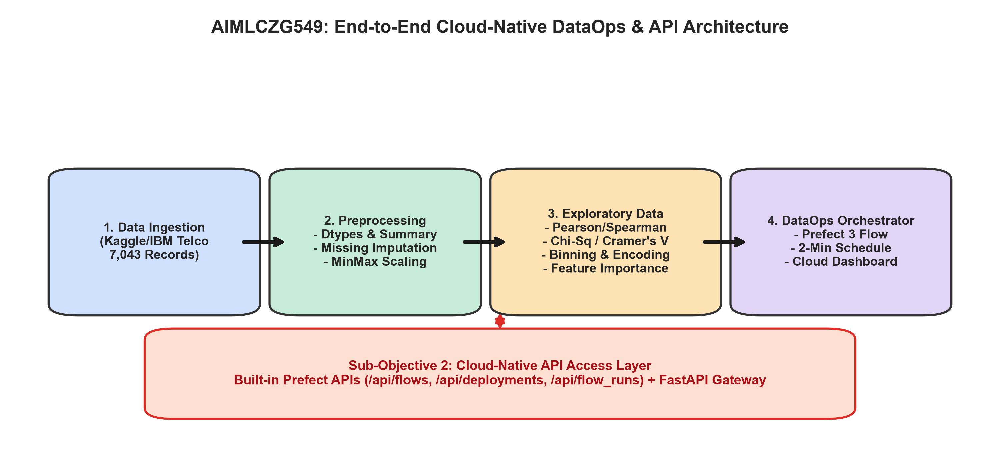 AIMLCZG549: End-to-End Cloud-Native DataOps & API Architecture
1. Data Ingestion
(Kaggle/IBM Telco
7,043 Records)
2. Preprocessing
- Dtypes & Summary
- Missing Imputation
- MinMax Scaling
3. Exploratory Data
- Pearson/Spearman
- Chi-Sq / Cramer's V
- Binning & Encoding
- Feature Importance
4. DataOps Orchestrator
- Prefect 3 Flow
- 2-Min Schedule
- Cloud Dashboard
Sub-Objective 2: Cloud-Native API Access Layer
Built-in Prefect APIs (/api/flows, /api/deployments, /api/flow_runs) + FastAPI Gateway